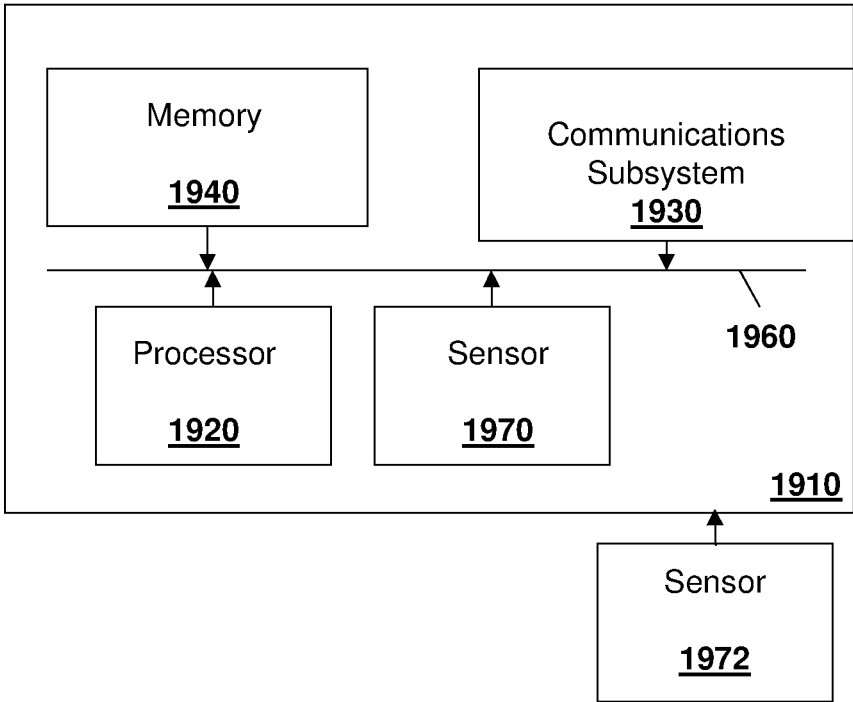 Memory
1940
Communications
Subsystem
1930
1960
Processor
1920
Sensor
1970
1910
Sensor
1972